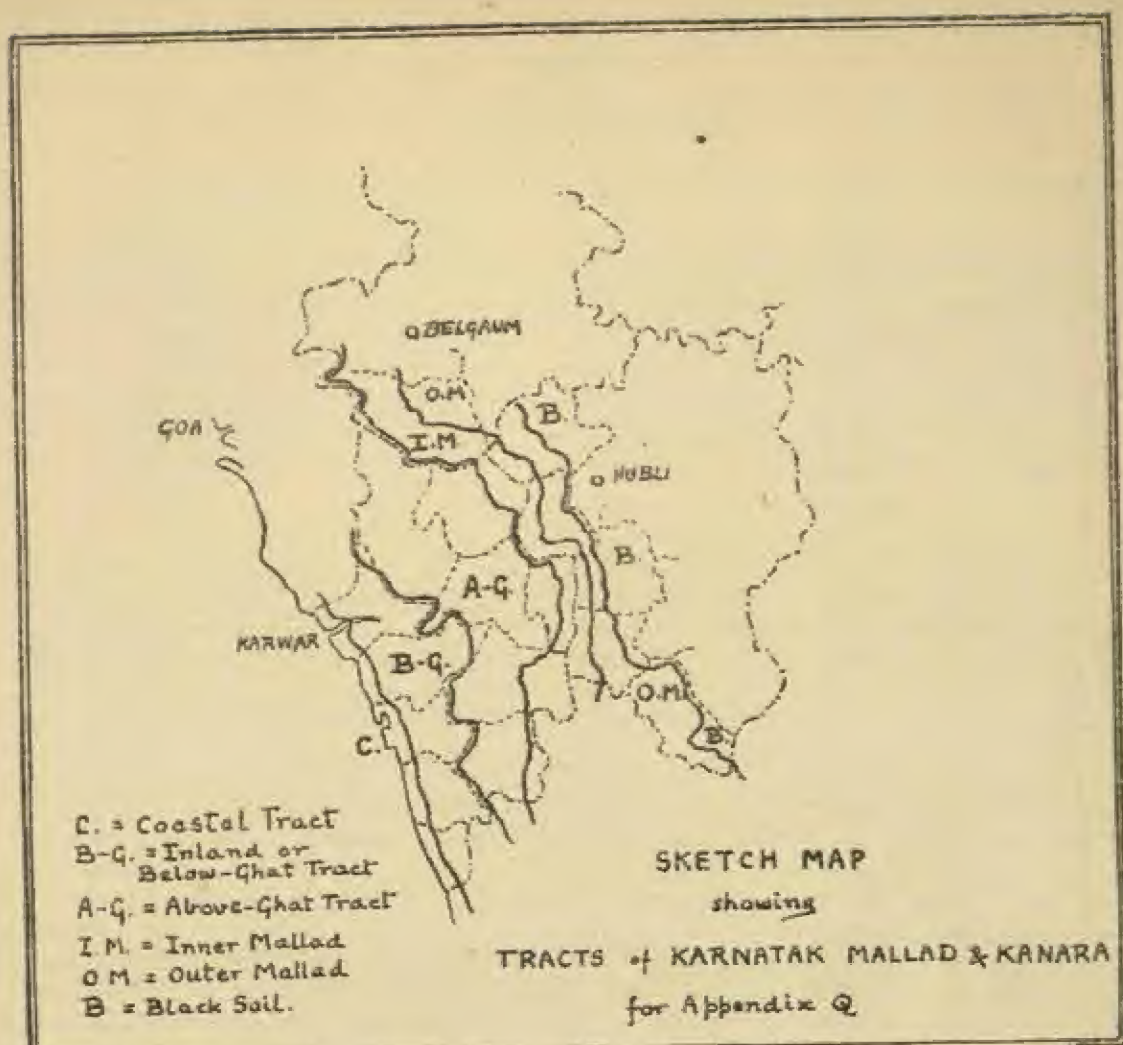 BELGAUM
O.M
B.
GOA
I.M
HUBLI
B.
A-G.
KARWAR
B-G.
O.M
C.
B.
C. = Coastal Tract
B-G. = Inland or
Below-Ghat Tract
A-G. = Above-Ghat Tract
I M. = Inner Mallad
O M = Outer Mallad
B = Black Soil.
SKETCH MAP
showing
TRACTS of KARNATAK MALLAD & KANARA
for Appendix Q